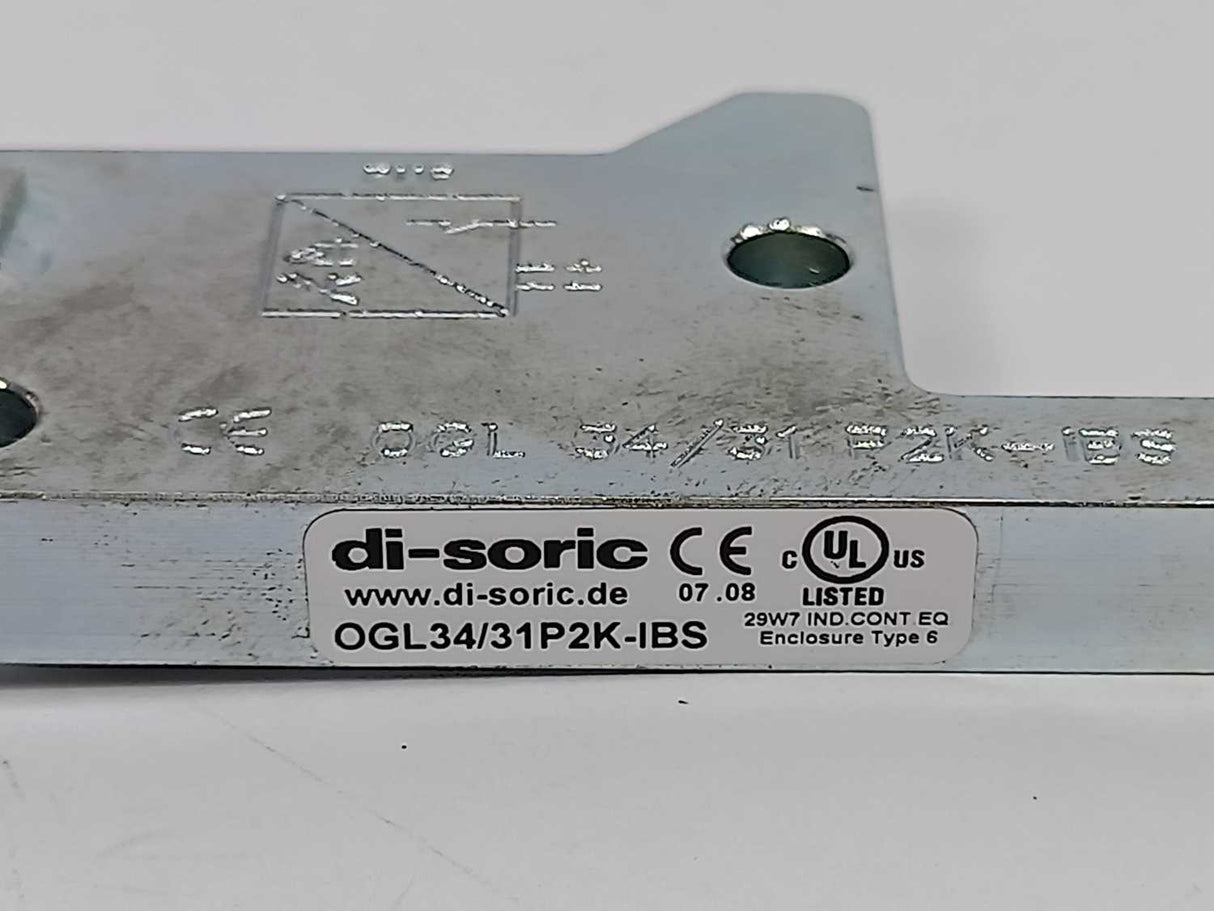 CE OGL 34/31 P2K-IBS
di-soric CE c UL US
www.di-soric.de 07.08 LISTED
OGL34/31P2K-IBS 29W7 IND.CONT.EQ
Enclosure Type 6